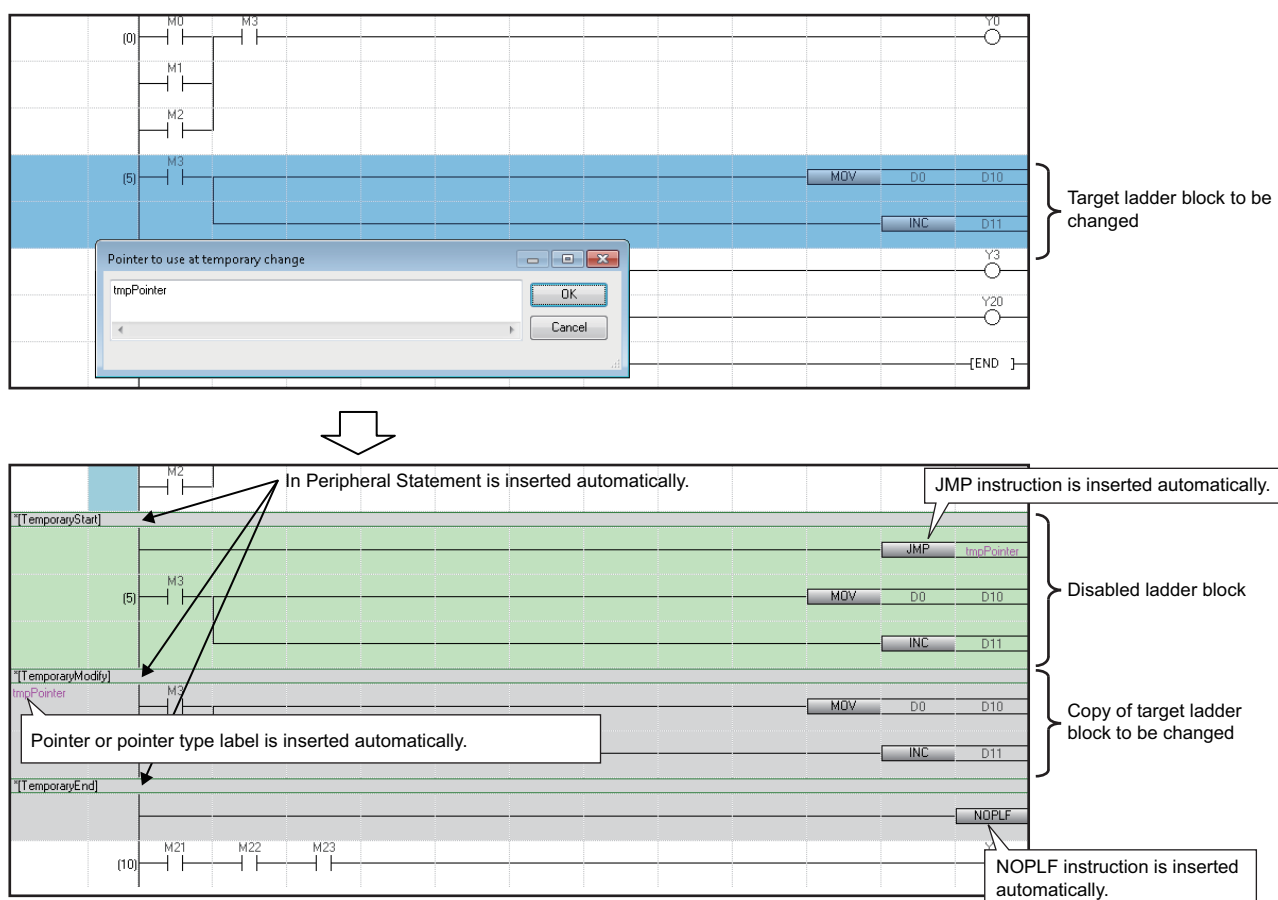 M0 M3 Y0
(0)
M1
M2
M3
(5) MOV D0 D10
INC D11
Target ladder block to be
changed
Pointer to use at temporary change
tmpPointer
OK
Cancel
Y3
Y20
[END ]
M2
In Peripheral Statement is inserted automatically.
JMP instruction is inserted automatically.
*[TemporaryStart]
JMP tmpPointer
M3
(5) MOV D0 D10
INC D11
Disabled ladder block
*[TemporaryModify]
tmpPointer M3
MOV D0 D10
Pointer or pointer type label is inserted automatically.
INC D11
Copy of target ladder
block to be changed
*[TemporaryEnd]
NOPLF
M21 M22 M23
(10)
NOPLF instruction is inserted
automatically.